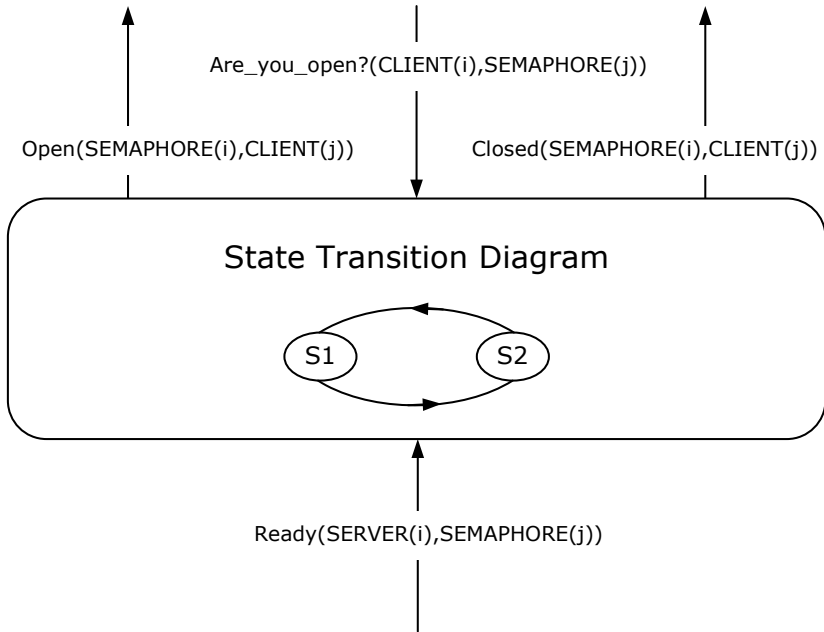 Are_you_open?(CLIENT(i),SEMAPHORE(j))
Open(SEMAPHORE(i),CLIENT(j))
Closed(SEMAPHORE(i),CLIENT(j))
State Transition Diagram
S1
S2
Ready(SERVER(i),SEMAPHORE(j))